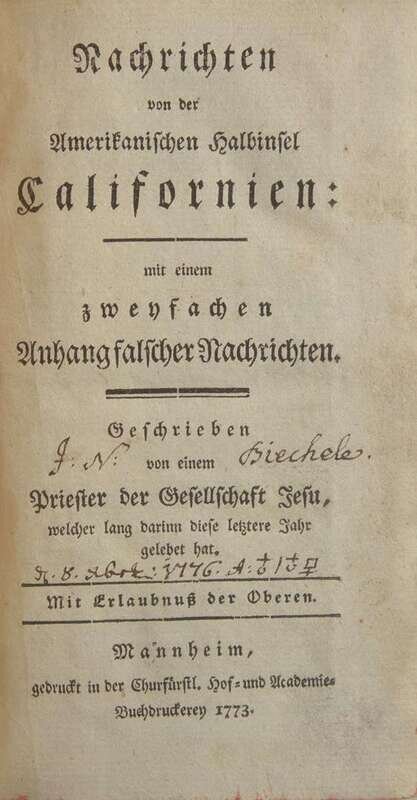 Nachrichten
von der
Amerikanischen Halbinsel
Californien:
mit einem
zweyfachen
Anhang falscher Nachrichten.
Geschrieben
J. N: von einem Biechele.
Priester der Gesellschaft Jesu,
welcher lang darinn diese letztere Jahr
gelebet hat.
8. 1776. A:
Mit Erlaubnuß der Oberen.
Mannheim,
gedruckt in der Churfürstl. Hof- und Academie-
Buchdruckerey 1773.